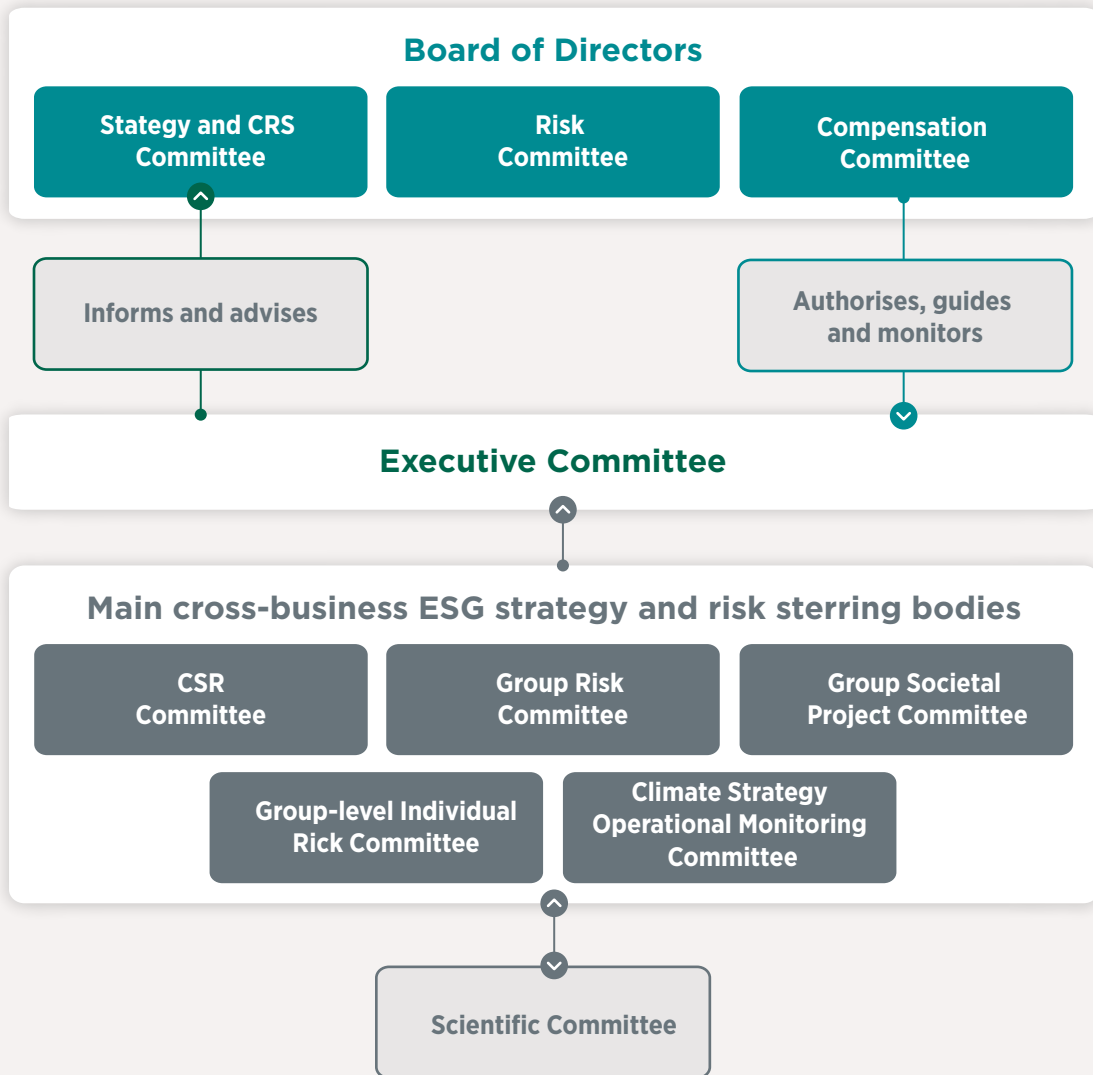 Board of Directors
Stategy and CRS
Committee
Risk
Committee
Compensation
Committee
Informs and advises
Authorises, guides
and monitors
Executive Committee
Main cross-business ESG strategy and risk sterring bodies
CSR
Committee
Group Risk
Committee
Group Societal
Project Committee
Group-level Individual
Rick Committee
Climate Strategy
Operational Monitoring
Committee
Scientific Committee